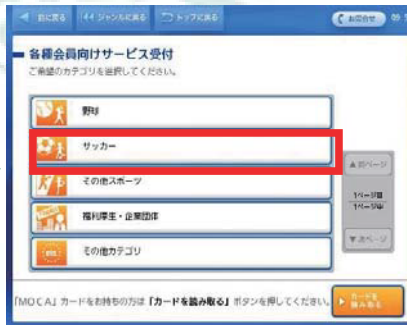 前に戻る ジャンルに戻る トップに戻る お問合せ
各種会員向けサービス受付
ご希望のカテゴリを選択してください。
野球
サッカー
その他スポーツ
福利厚生・企業団体
その他カテゴリ
▲前ページ
1ページ目
1ページ中
▼次ページ
「MOCA」カードをお持ちの方は「カードを読み取る」ボタンを押してください。
カードを
読み取る